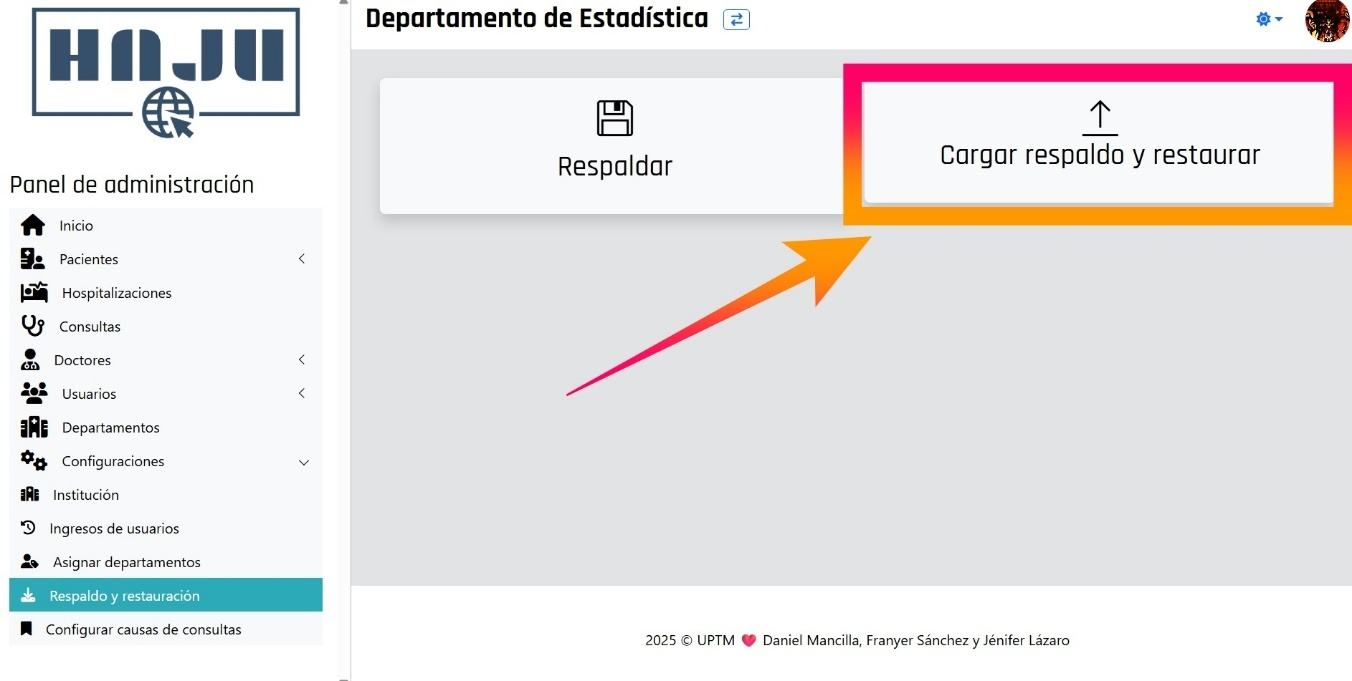 HNJU
Departamento de Estadística
Respaldar
Cargar respaldo y restaurar
Panel de administración
Inicio
Pacientes
Hospitalizaciones
Consultas
Doctores
Usuarios
Departamentos
Configuraciones
Institución
Ingresos de usuarios
Asignar departamentos
Respaldo y restauración
Configurar causas de consultas
2025 © UPTM ❤ Daniel Mancilla, Franyer Sánchez y Jénifer Lázaro